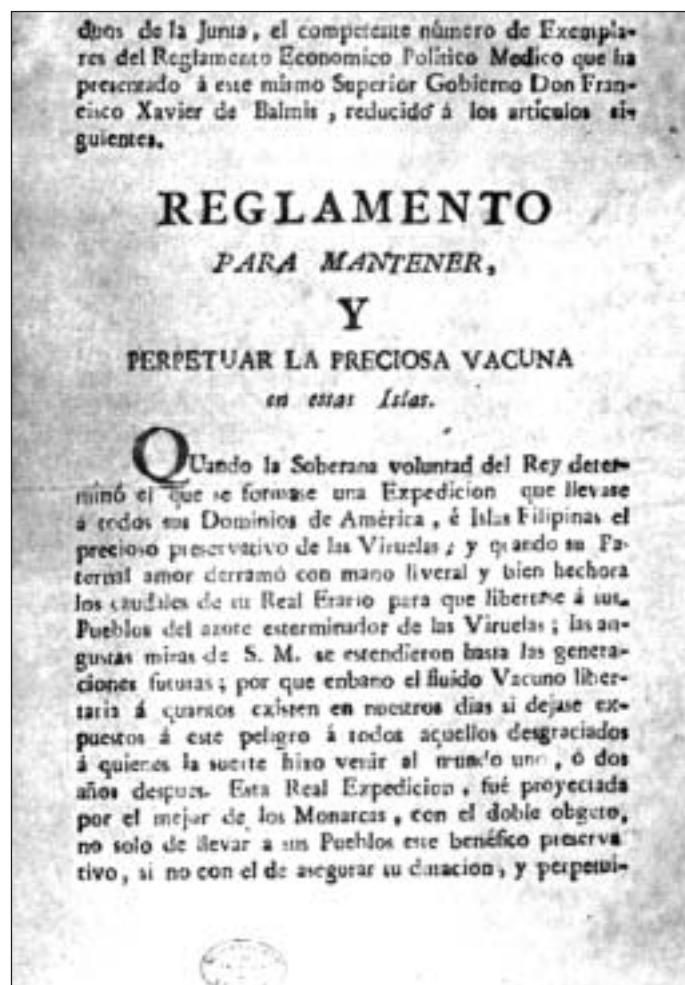 duos de la Junta, el competente número de Exempla-
res del Reglamento Economico Politico Medico que ha
presentado á este mismo Superior Gobierno Don Fran-
cisco Xavier de Balmis, reducido á los artículos si-
guientes.
REGLAMENTO
PARA MANTENER,
Y
PERPETUAR LA PRECIOSA VACUNA
en estas Islas.
QUando la Soberana voluntad del Rey deter-
minó el que se formase una Expedicion que llevase
á todos sus Dominios de América, é Islas Filipinas el
precioso preservativo de las Viruelas; y quando su Pa-
ternal amor derramó con mano liveral y bien hechora
los caudales de su Real Erario para que libertase á sus
Pueblos del azote esterminador de las Viruelas; las an-
gustas miras de S. M. se estendieron hasta las genera-
ciones futuras; por que enbano el fluido Vacuno liber-
taria á quantos existen en nuestros dias si dejase ex-
puestos á este peligro á todos aquellos desgraciados
á quienes la suerte hiso venir al mundo uno, ó dos
años despues. Esta Real Expedicion, fué proyectada
por el mejor de los Monarcas, con el doble obgeto,
no solo de llevar a sus Pueblos este benéfico preserva
tivo, si no con el de asegurar su duracion, y perpetui-